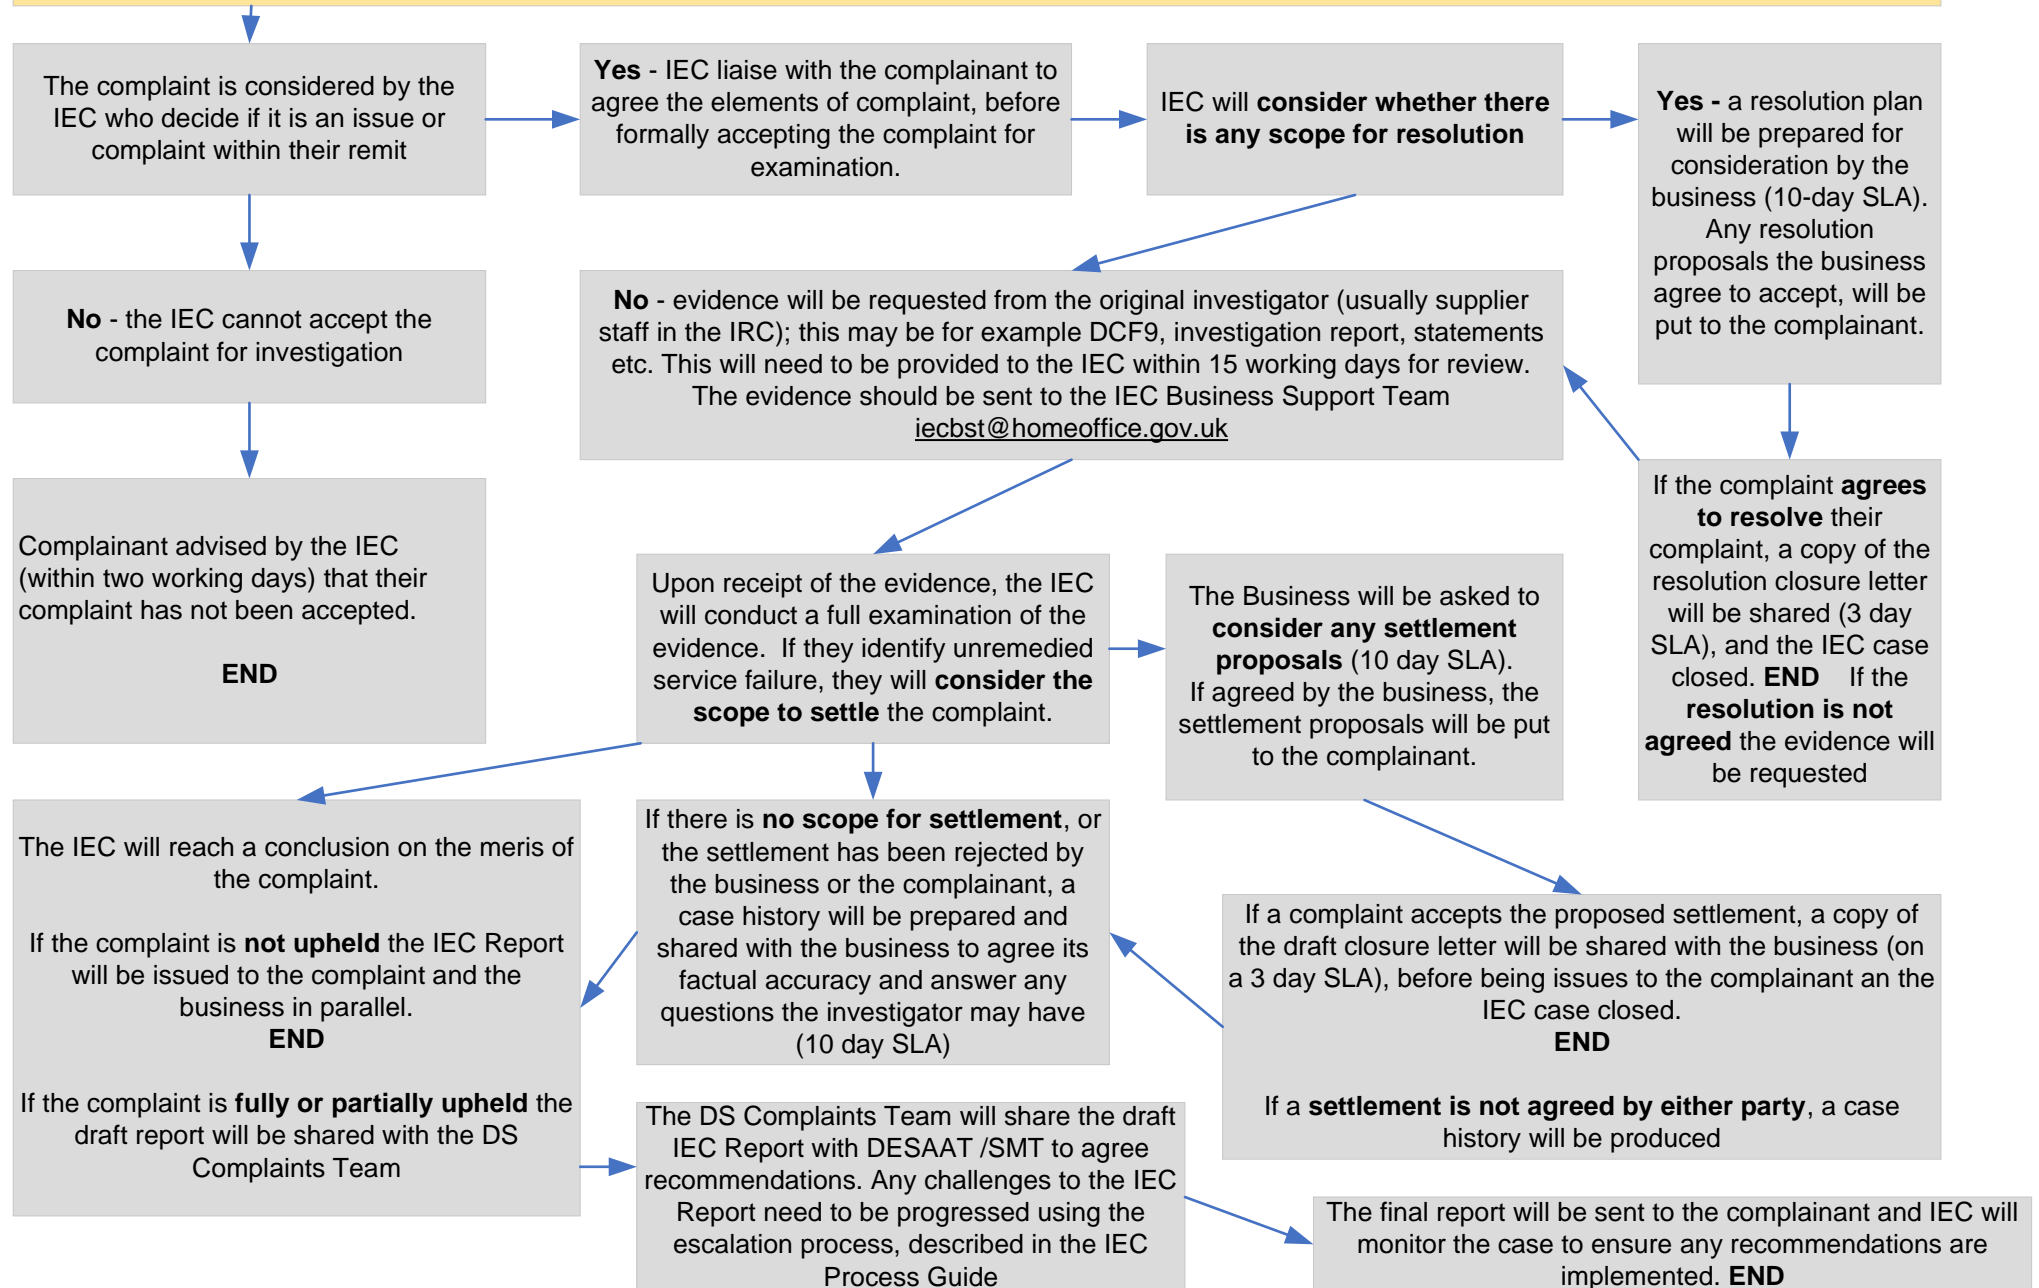 The complaint is considered by the
IEC who decide if it is an issue or
complaint within their remit
Yes - IEC liaise with the complainant to
agree the elements of complaint, before
formally accepting the complaint for
examination.
IEC will consider whether there
is any scope for resolution
Yes - a resolution plan
will be prepared for
consideration by the
business (10-day SLA).
Any resolution
proposals the business
agree to accept, will be
put to the complainant.
No - the IEC cannot accept the
complaint for investigation
No - evidence will be requested from the original investigator (usually supplier
staff in the IRC); this may be for example DCF9, investigation report, statements
etc. This will need to be provided to the IEC within 15 working days for review.
The evidence should be sent to the IEC Business Support Team
iecbst@homeoffice.gov.uk
If the complaint agrees
to resolve their
complaint, a copy of the
resolution closure letter
will be shared (3 day
SLA), and the IEC case
closed. END If the
resolution is not
agreed the evidence will
be requested
Complainant advised by the IEC
(within two working days) that their
complaint has not been accepted.
END
Upon receipt of the evidence, the IEC
will conduct a full examination of the
evidence. If they identify unremedied
service failure, they will consider the
scope to settle the complaint.
The Business will be asked to
consider any settlement
proposals (10 day SLA).
If agreed by the business, the
settlement proposals will be put
to the complainant.
The IEC will reach a conclusion on the meris of
the complaint.
If the complaint is not upheld the IEC Report
will be issued to the complaint and the
business in parallel.
END
If the complaint is fully or partially upheld the
draft report will be shared with the DS
Complaints Team
If there is no scope for settlement, or
the settlement has been rejected by
the business or the complainant, a
case history will be prepared and
shared with the business to agree its
factual accuracy and answer any
questions the investigator may have
(10 day SLA)
If a complaint accepts the proposed settlement, a copy of
the draft closure letter will be shared with the business (on
a 3 day SLA), before being issues to the complainant an the
IEC case closed.
END
If a settlement is not agreed by either party, a case
history will be produced
The DS Complaints Team will share the draft
IEC Report with DESAAT /SMT to agree
recommendations. Any challenges to the IEC
Report need to be progressed using the
escalation process, described in the IEC
Process Guide
The final report will be sent to the complainant and IEC will
monitor the case to ensure any recommendations are
implemented. END